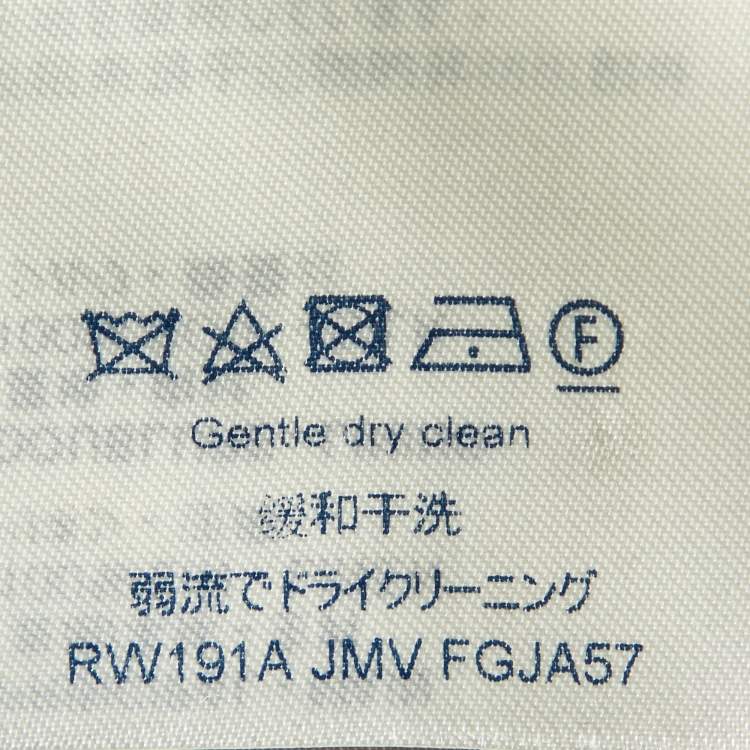 F
Gentle dry clean
缓和干洗
弱流でドライクリーニング
RW191A JMV FGJA57